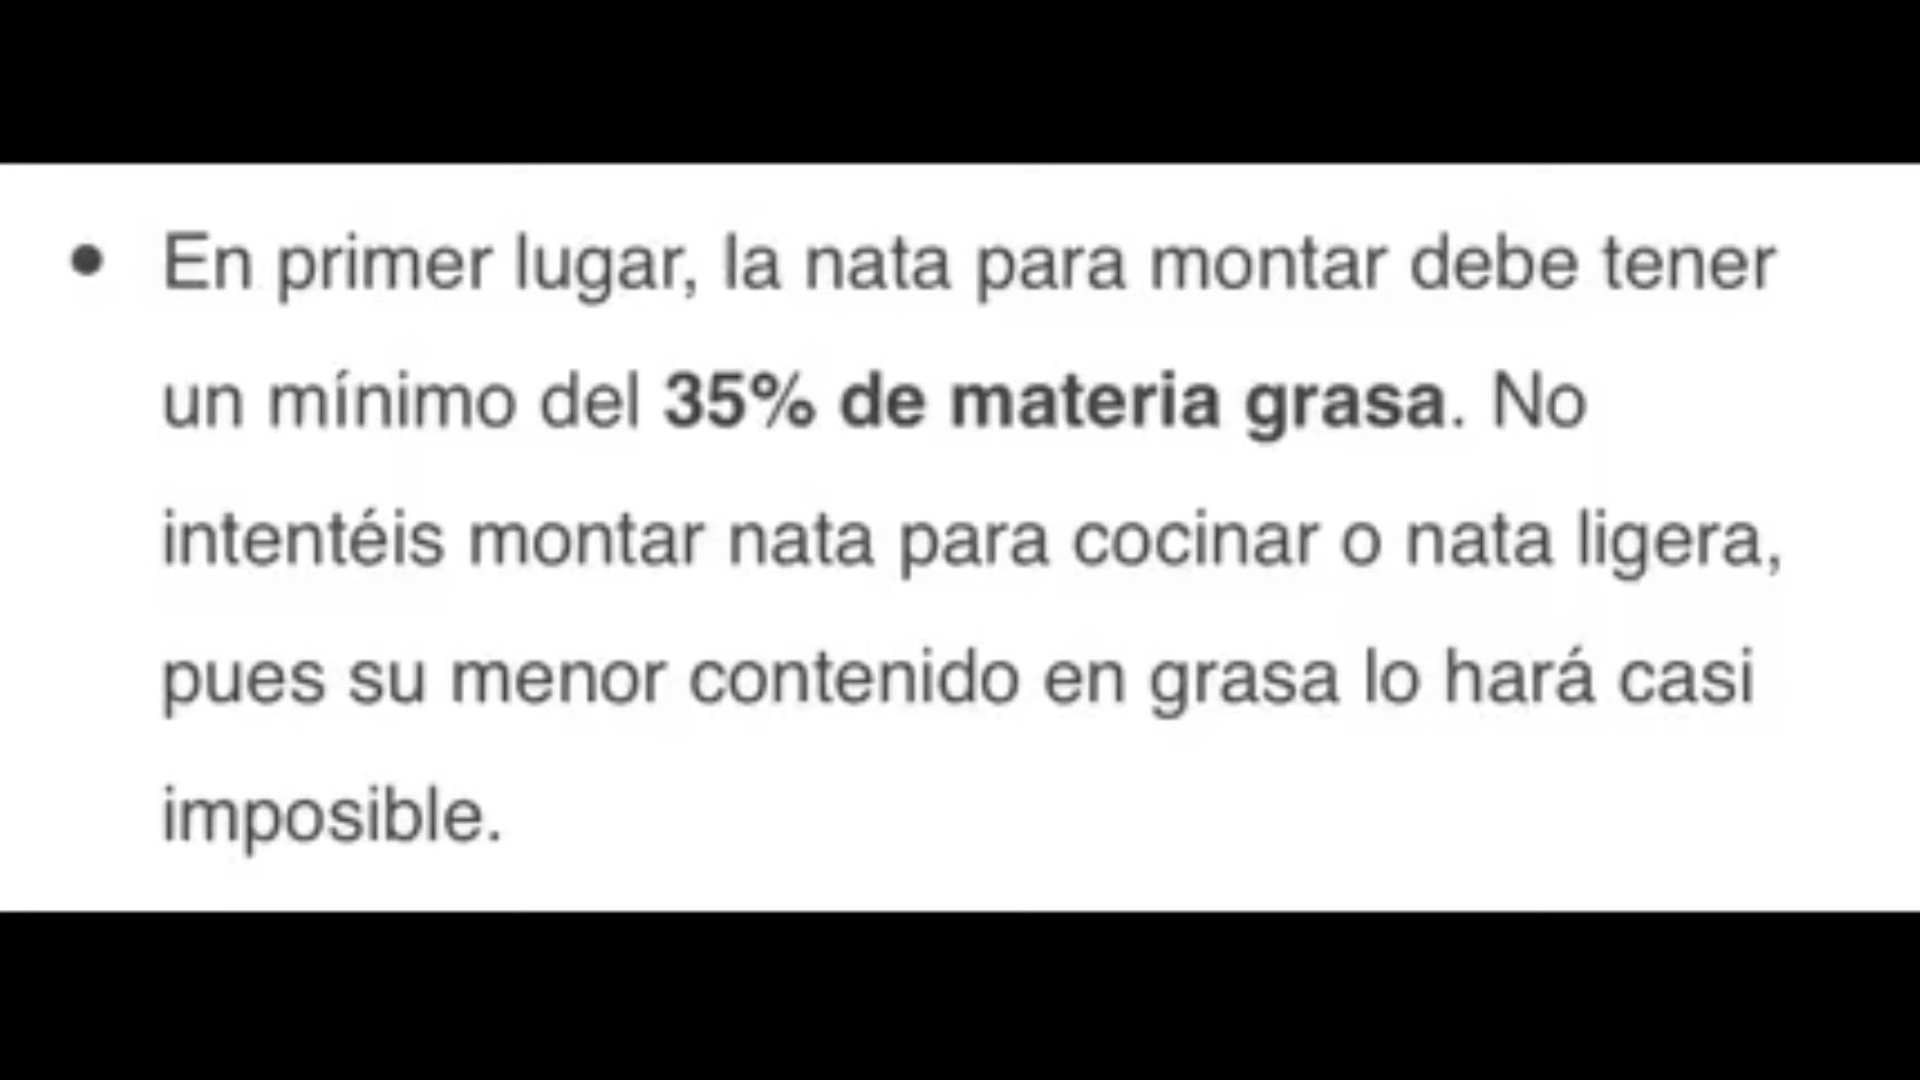 • En primer lugar, la nata para montar debe tener
un mínimo del 35% de materia grasa. No
intentéis montar nata para cocinar o nata ligera,
pues su menor contenido en grasa lo hará casi
imposible.